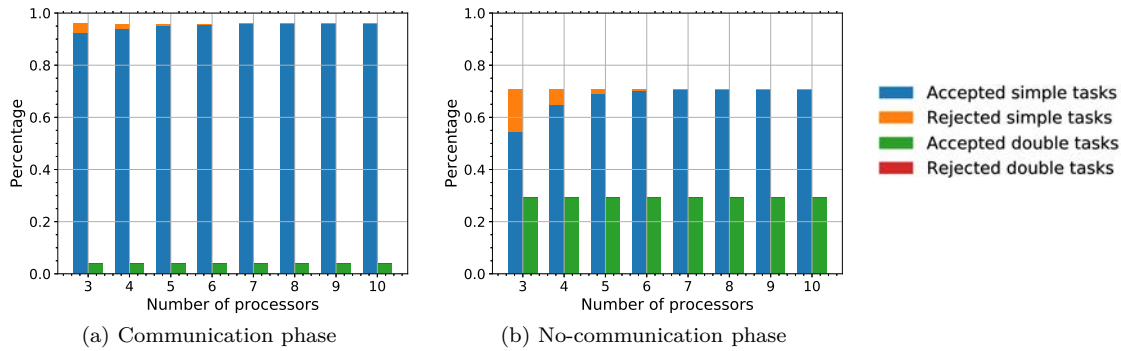 1.0
0.8
0.6
0.4
0.2
0.0
Percentage
3 4 5 6 7 8 9 10
Number of processors
(a) Communication phase
1.0
0.8
0.6
0.4
0.2
0.0
Percentage
3 4 5 6 7 8 9 10
Number of processors
(b) No-communication phase
Accepted simple tasks
Rejected simple tasks
Accepted double tasks
Rejected double tasks